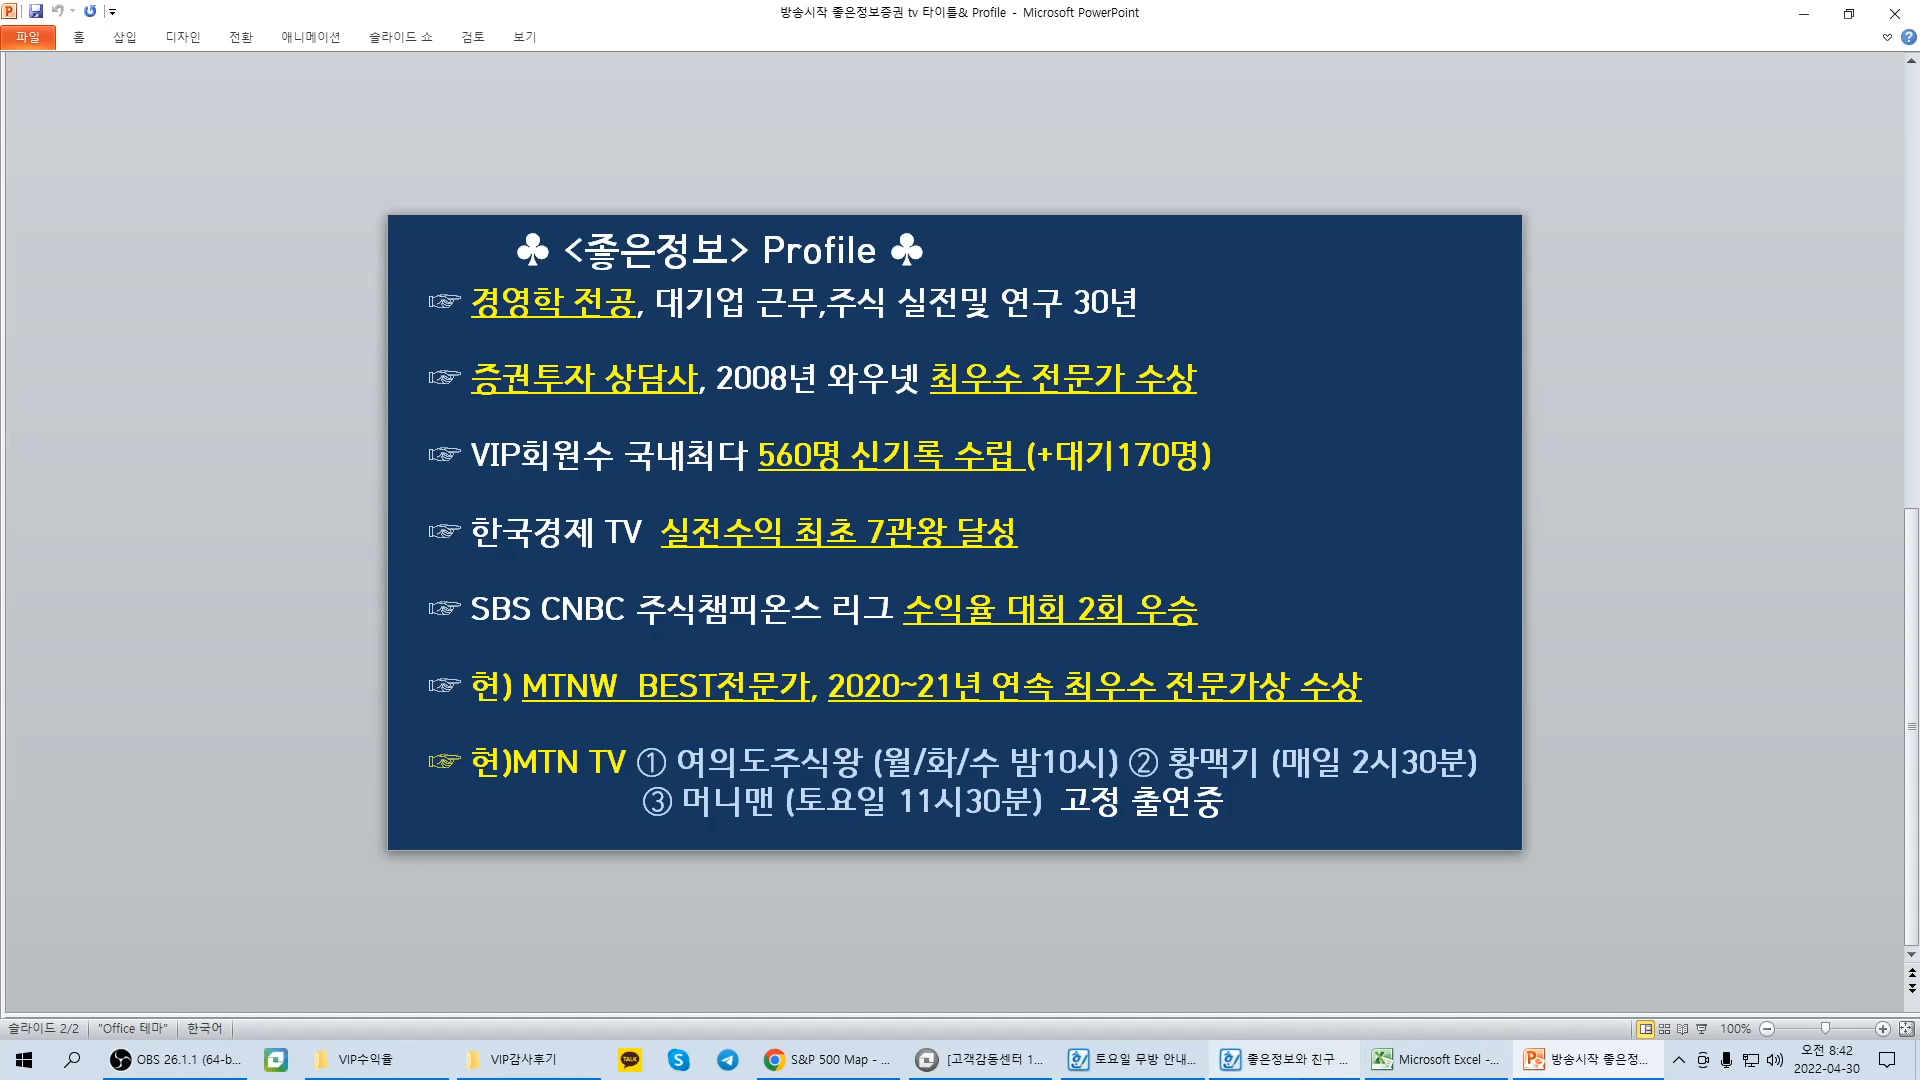 방송시작 좋은정보증권 tv 타이틀& Profile - Microsoft PowerPoint
파일 홈 삽입 디자인 전환 애니메이션 슬라이드 쇼 검토 보기
♣ <좋은정보> Profile ♣
☞ 경영학 전공, 대기업 근무,주식 실전및 연구 30년
☞ 증권투자 상담사, 2008년 와우넷 최우수 전문가 수상
☞ VIP회원수 국내최다 560명 신기록 수립 (+대기170명)
☞ 한국경제 TV 실전수익 최초 7관왕 달성
☞ SBS CNBC 주식챔피온스 리그 수익율 대회 2회 우승
☞ 현) MTNW BEST전문가, 2020~21년 연속 최우수 전문가상 수상
☞ 현)MTN TV ① 여의도주식왕 (월/화/수 밤10시) ② 황맥기 (매일 2시30분)
③ 머니맨 (토요일 11시30분) 고정 출연중
슬라이드 2/2 "Office 테마" 한국어 100%
OBS 26.1.1 (64-b... VIP수익율 VIP감사후기 TALK S&P 500 Map - ... [고객감동센터 1... 토요일 무방 안내... 좋은정보와 친구 ... Microsoft Excel -... 방송시작 좋은정... 오전 8:42
2022-04-30